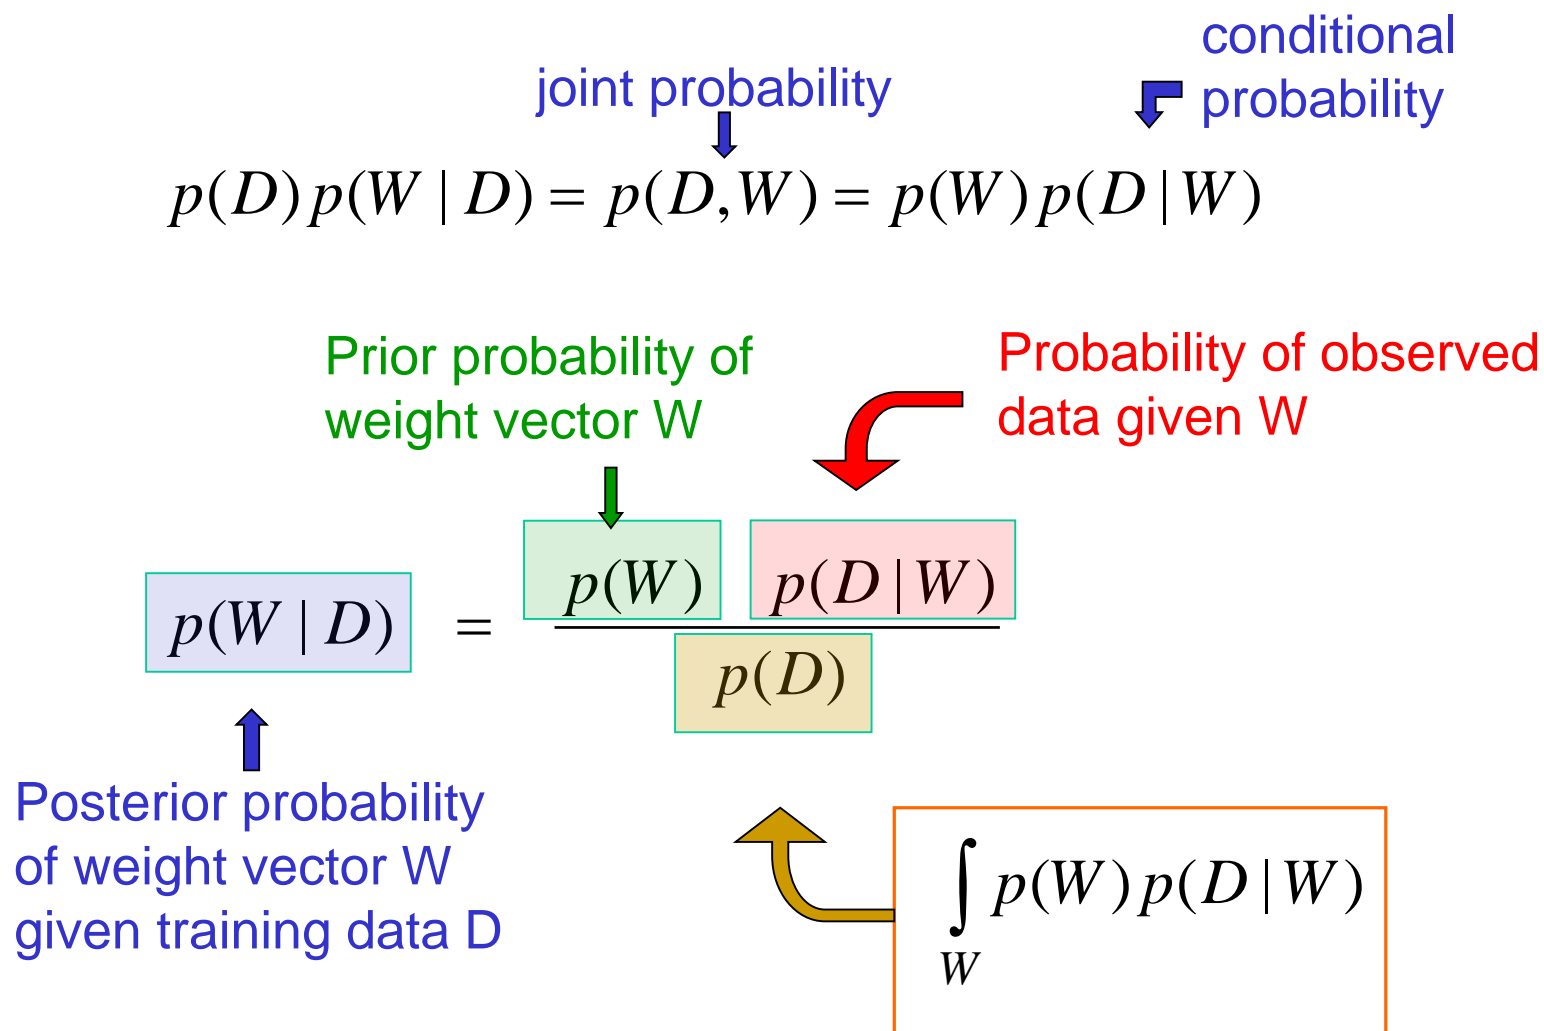 conditional
probability
joint probability
p(D) p(W | D) = p(D,W) = p(W) p(D | W)
Prior probability of
weight vector W
Probability of observed
data given W
p(W) p(D | W)
p(W | D) =
p(D)
Posterior probability
of weight vector W
given training data D
∫ p(W) p(D | W)
W